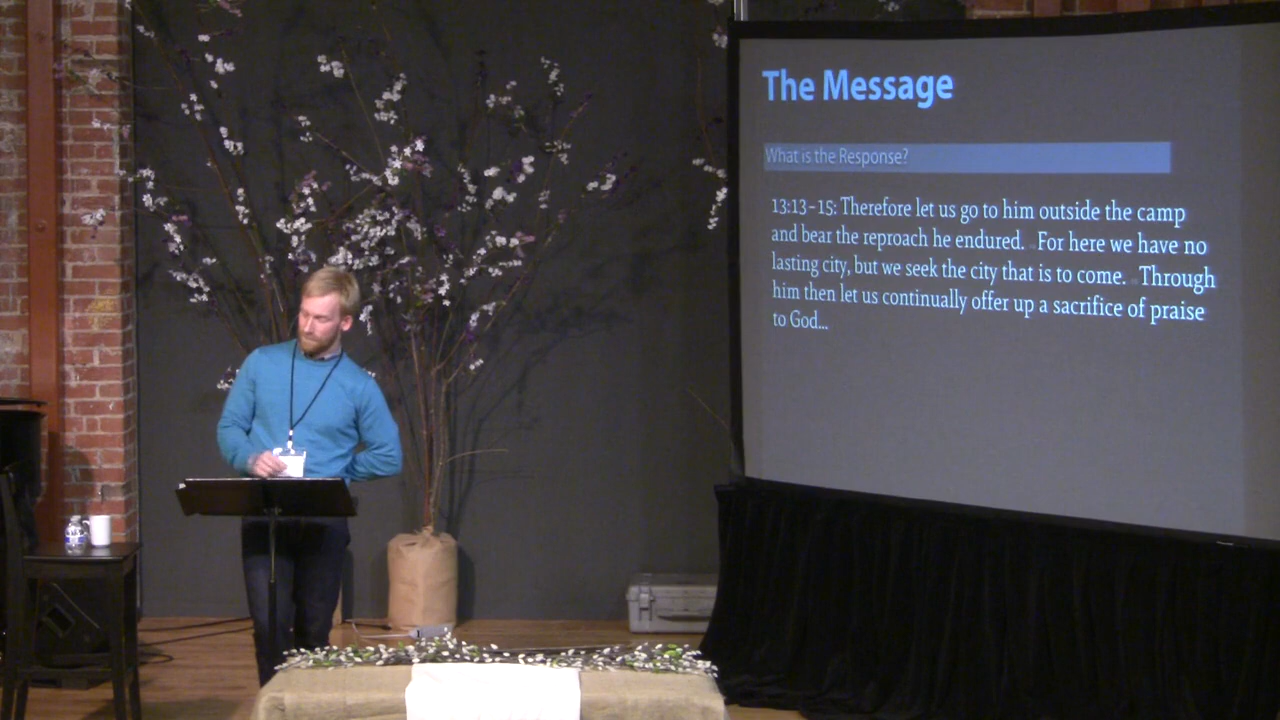 The Message
What is the Response?
13:13-15: Therefore let us go to him outside the camp
and bear the reproach he endured. For here we have no
lasting city, but we seek the city that is to come. Through
him then let us continually offer up a sacrifice of praise
to God...